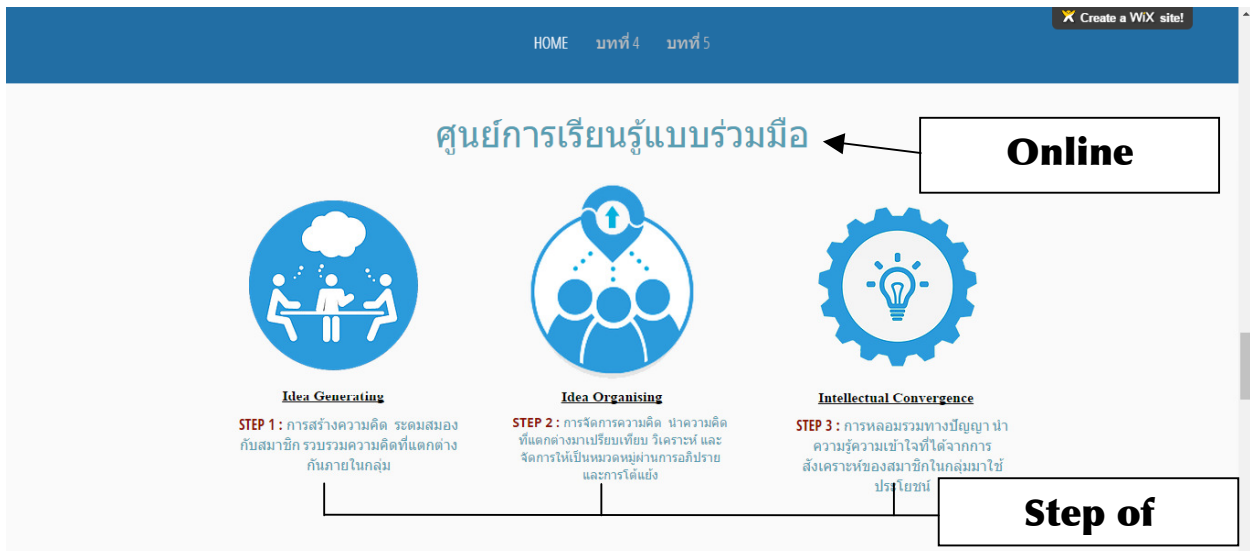 Create a WiX site!
HOME บทที่ 4 บทที่ 5
ศูนย์การเรียนรู้แบบร่วมมือ
Online
Idea Generating
STEP 1 : การสร้างความคิด ระดมสมอง
กับสมาชิก รวบรวมความคิดที่แตกต่าง
กันภายในกลุ่ม
Idea Organising
STEP 2 : การจัดการความคิด นำความคิด
ที่แตกต่างมาเปรียบเทียบ วิเคราะห์ และ
จัดการให้เป็นหมวดหมู่ผ่านการอภิปราย
และการโต้แย้ง
Intellectual Convergence
STEP 3 : การหลอมรวมทางปัญญา นำ
ความรู้ความเข้าใจที่ได้จากการ
สังเคราะห์ของสมาชิกในกลุ่มมาใช้
ประโยชน์
Step of